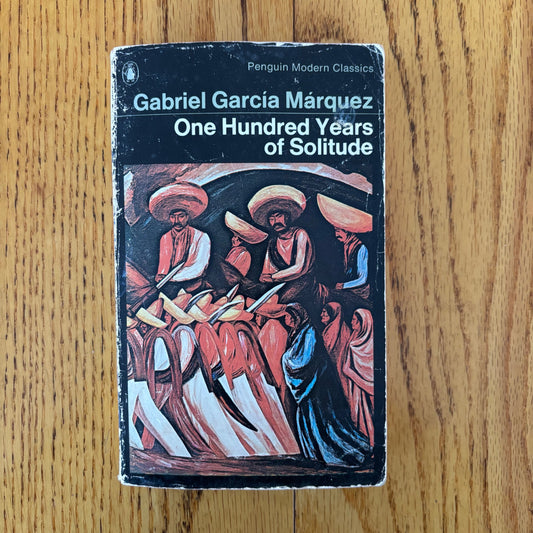 Penguin Modern Classics
Gabriel García Márquez
One Hundred Years
of Solitude